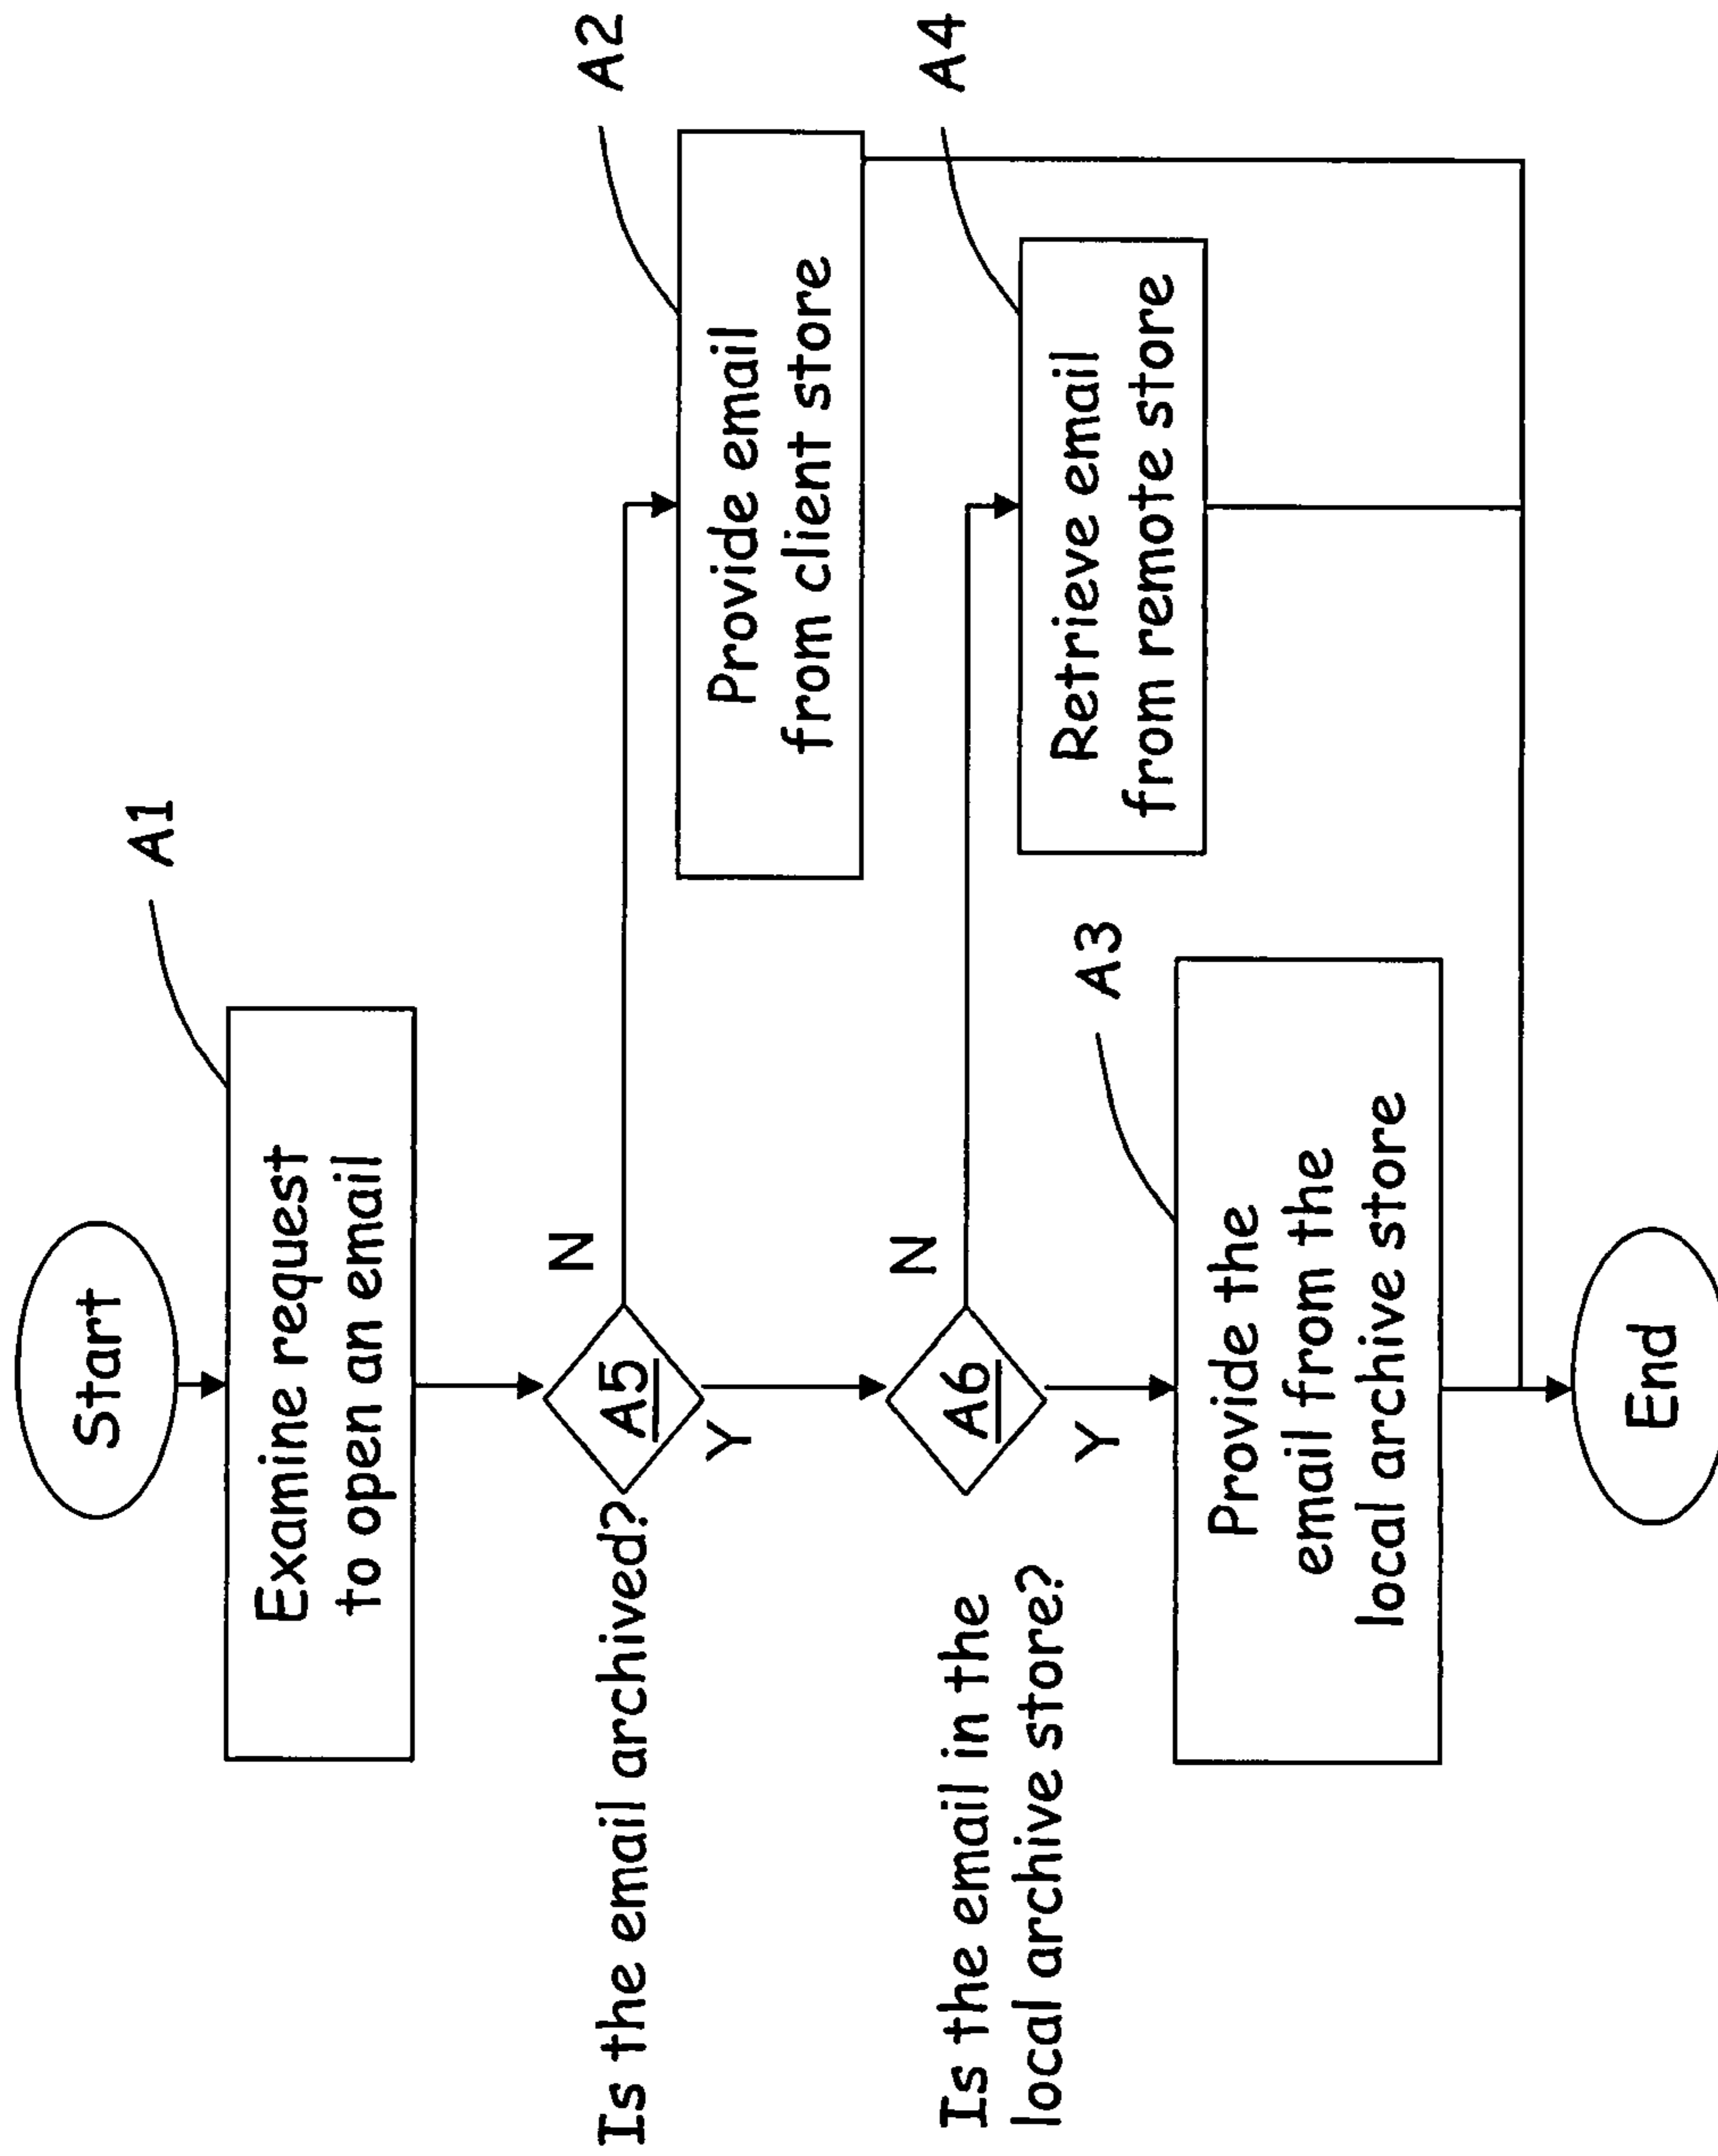 Start
A1
Examine request
to open an email
Is the email archived?
A5
N
Y
A2
Provide email
from client store
Is the email in the
local archive store?
A6
N
Y
A4
Retrieve email
from remote store
A3
Provide the
email from the
local archive store
End